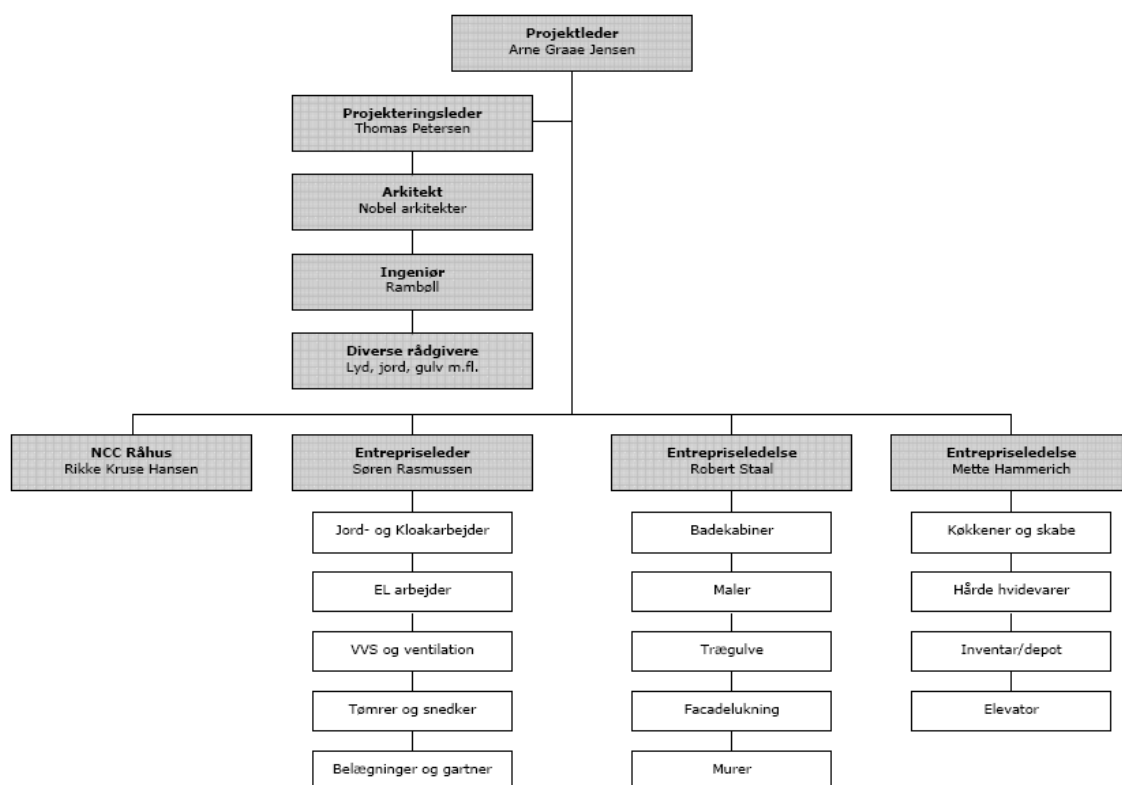 Projektleder
Arne Graae Jensen
Projekteringsleder
Thomas Petersen
Arkitekt
Nobel arkitekter
Ingeniør
Rambøll
Diverse rådgivere
Lyd, jord, gulv m.fl.
NCC Råhus
Rikke Kruse Hansen
Entrepriseleder
Søren Rasmussen
Jord- og Kloakarbejder
EL arbejder
VVS og ventilation
Tømrer og snedker
Belægninger og gartner
Entrepriseledelse
Robert Staal
Badekabiner
Maler
Trægulve
Facadelukning
Murer
Entrepriseledelse
Mette Hammerich
Køkkener og skabe
Hårde hvidevarer
Inventar/depot
Elevator